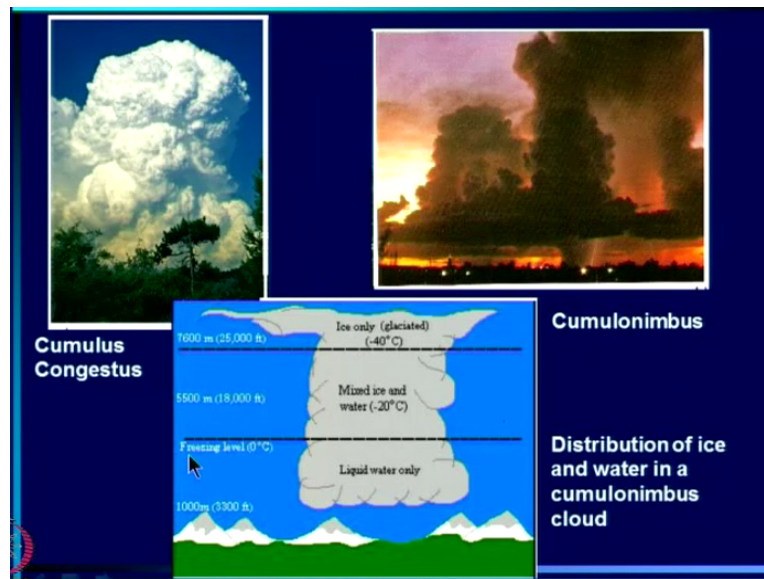 Cumulus
Congestus
Cumulonimbus
Ice only (glaciated)
(-40°C)
7600 m (25,000 ft)
Mixed ice and
water (-20°C)
5500 m (18,000 ft)
Freezing level (0°C)
Liquid water only
1000m (3300 ft)
Distribution of ice
and water in a
cumulonimbus
cloud